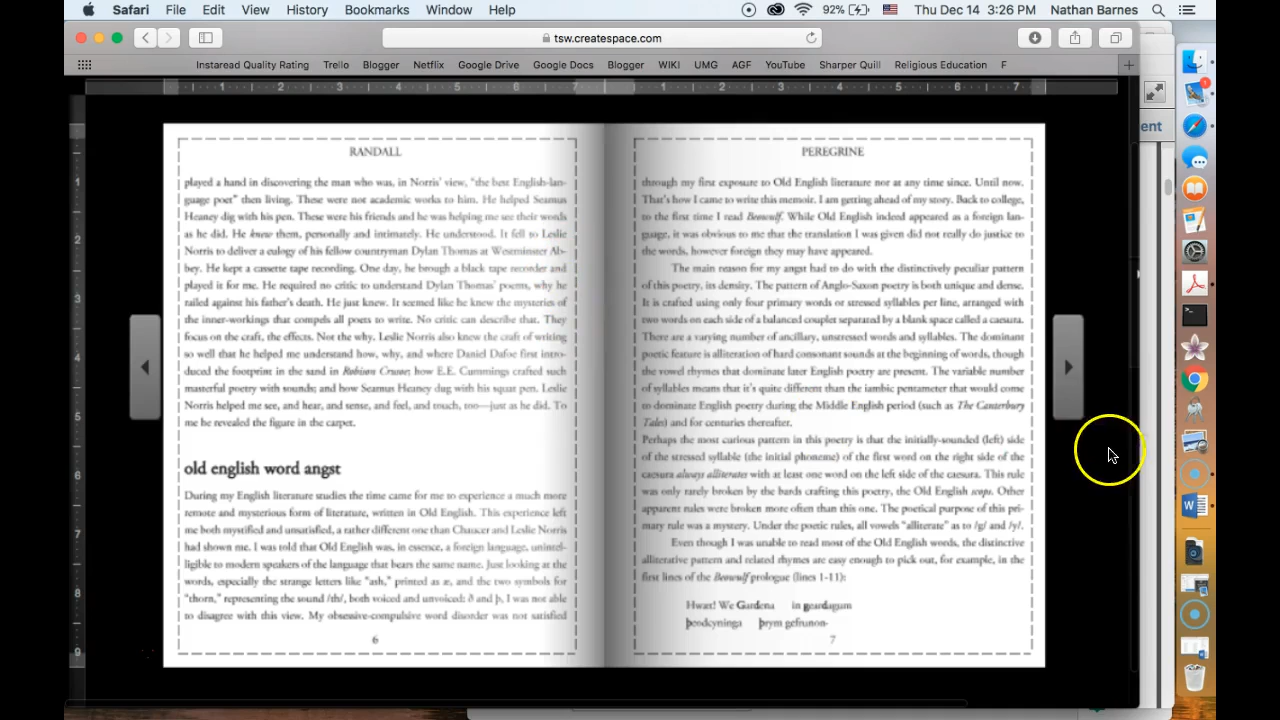 Safari File Edit View History Bookmarks Window Help 92% Thu Dec 14 3:26 PM Nathan Barnes
tsw.createspace.com
Instaread Quality Rating Trello Blogger Netflix Google Drive Google Docs Blogger WIKI UMG AGF YouTube Sharper Quill Religious Education F
1 2 3 4 5 6 7 1 2 3 4 5 6 7
ent
1
2
3
4
5
6
7
8
9
RANDALL
played a hand in discovering the man who was, in Norris' view, "the best English-lan-
guage poet" then living. These were not academic works to him. He helped Seamus
Heaney dig with his pen. These were his friends and he was helping me see their words
as he did. He knew them, personally and intimately. He understood. It fell to Leslie
Norris to deliver a eulogy of his fellow countryman Dylan Thomas at Westminister Ab-
bey. He kept a cassette tape recording. One day, he brough a black tape recorder and
played it for me. He required no critic to understand Dylan Thomas' poems, why he
railed against his father's death. He just knew. It seemed like he knew the mysteries of
the inner-workings that compels all poets to write. No critic can describe that. They
focus on the craft, the effects. Not the why. Leslie Norris also knew the craft of writing
so well that he helped me understand how, why, and where Daniel Dafoe first intro-
duced the footprint in the sand in Robison Crusoe; how E.E. Cummings crafted such
masterful poetry with sounds; and how Seamus Heaney dug with his squat pen. Leslie
Norris helped me see, and hear, and sense, and feel, and touch, too—just as he did. To
me he revealed the figure in the carpet.
old english word angst
During my English literature studies the time came for me to experience a much more
remote and mysterious form of literature, written in Old English. This experience left
me both mystified and unsatisfied, a rather different one than Chaucer and Leslie Norris
had shown me. I was told that Old English was, in essence, a foreign language, unintel-
ligible to modern speakers of the language that bears the same name. Just looking at the
words, especially the strange letters like "ash," printed as æ, and the two symbols for
"thorn," representing the sound /th/, both voiced and unvoiced: ð and þ, I was not able
to disagree with this view. My obsessive-compulsive word disorder was not satisfied
6
PEREGRINE
through my first exposure to Old English literature nor at any time since. Until now.
That's how I came to write this memoir. I am getting ahead of my story. Back to college,
to the first time I read Beowulf. While Old English indeed appeared as a foreign lan-
guage, it was obvious to me that the translation I was given did not really do justice to
the words, however foreign they may have appeared.
The main reason for my angst had to do with the distinctively peculiar pattern
of this poetry, its density. The pattern of Anglo-Saxon poetry is both unique and dense.
It is crafted using only four primary words or stressed syllables per line, arranged with
two words on each side of a balanced couplet separated by a blank space called a caesura.
There are a varying number of ancillary, unstressed words and syllables. The dominant
poetic feature is alliteration of hard consonant sounds at the beginning of words, though
the vowel rhymes that dominate later English poetry are present. The variable number
of syllables means that it's quite different than the iambic pentameter that would come
to dominate English poetry during the Middle English period (such as The Canterbury
Tales) and for centuries thereafter.
Perhaps the most curious pattern in this poetry is that the initially-sounded (left) side
of the stressed syllable (the initial phoneme) of the first word on the right side of the
caesura always alliterates with at least one word on the left side of the caesura. This rule
was only rarely broken by the bards crafting this poetry, the Old English scops. Other
apparent rules were broken more often than this one. The poetical purpose of this pri-
mary rule was a mystery. Under the poetic rules, all vowels "alliterate" as to /g/ and /y/.
Even though I was unable to read most of the Old English words, the distinctive
alliterative pattern and related rhymes are easy enough to pick out, for example, in the
first lines of the Beowulf prologue (lines 1-11):
Hwæt! We Gardena in geardagum
þeodcyninga þrym gefrunon-
7